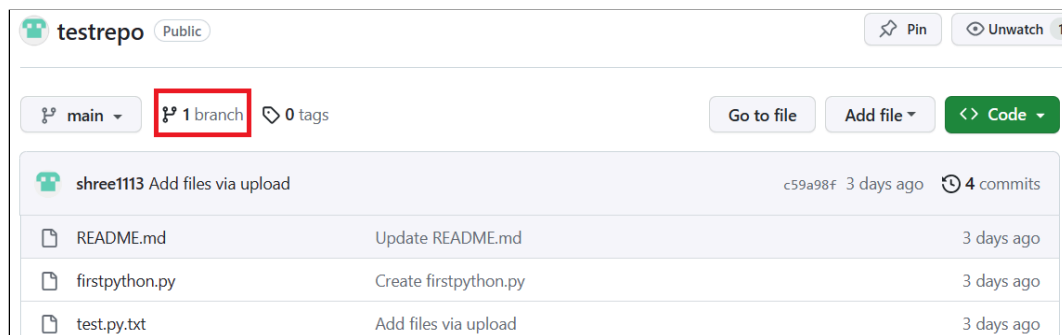 testrepo Public Pin Unwatch 1
main 1 branch 0 tags Go to file Add file Code
shree1113 Add files via upload c59a98f 3 days ago 4 commits
README.md Update README.md 3 days ago
firstpython.py Create firstpython.py 3 days ago
test.py.txt Add files via upload 3 days ago